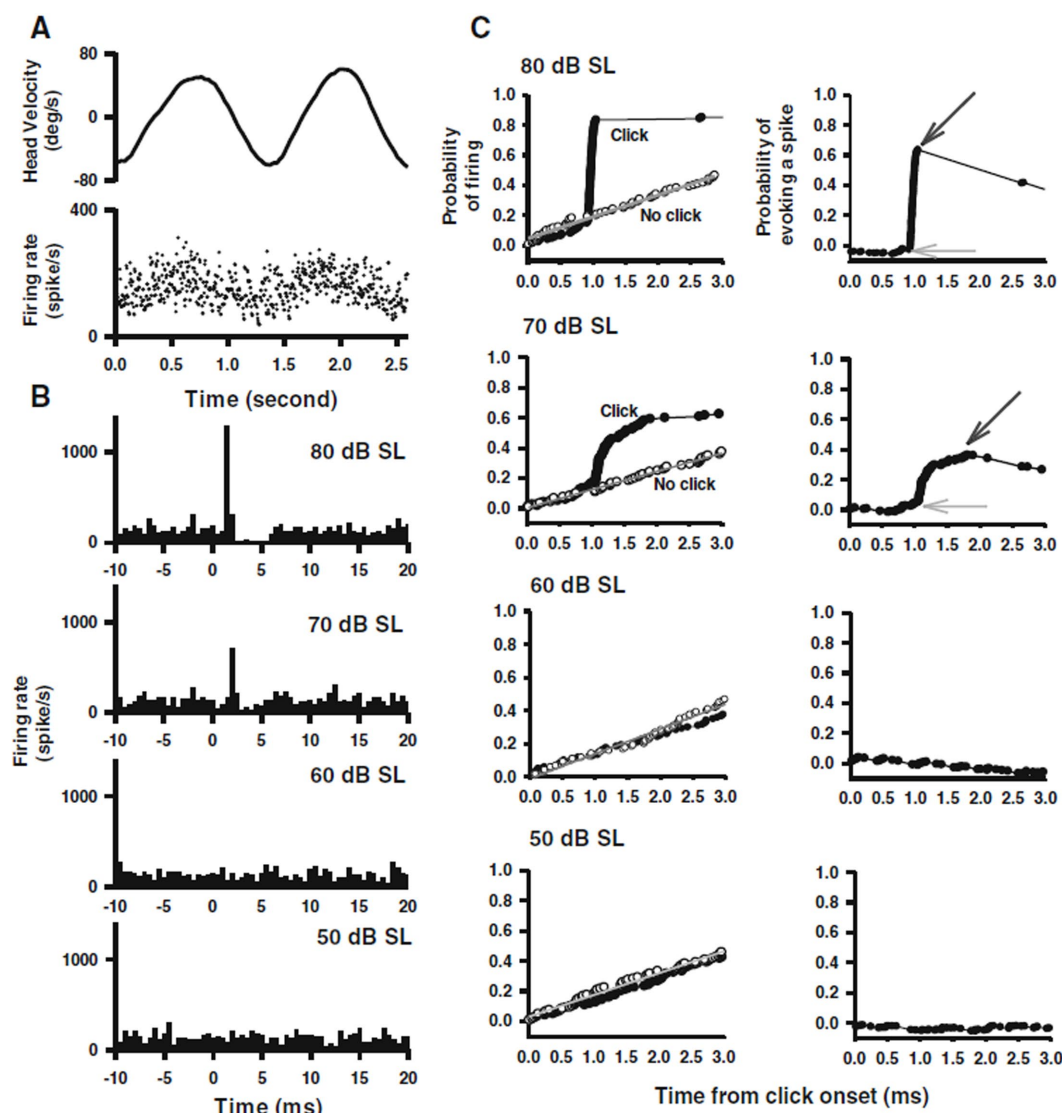 A
Head Velocity
(deg/s)
80
0
-80
Firing rate
(spike/s)
400
0
0.0 0.5 1.0 1.5 2.0 2.5
Time (second)
B
80 dB SL
1000
0
-10 -5 0 5 10 15 20
70 dB SL
1000
0
-10 -5 0 5 10 15 20
Firing rate
(spike/s)
60 dB SL
1000
0
-10 -5 0 5 10 15 20
50 dB SL
1000
0
-10 -5 0 5 10 15 20
Time (ms)
C
80 dB SL
Probability
of firing
1.0
0.8
0.6
0.4
0.2
0.0
Click
No click
0.0 0.5 1.0 1.5 2.0 2.5 3.0
Probability of
evoking a spike
1.0
0.8
0.6
0.4
0.2
0.0
0.0 0.5 1.0 1.5 2.0 2.5 3.0
70 dB SL
1.0
0.8
0.6
0.4
0.2
0.0
Click
No click
0.0 0.5 1.0 1.5 2.0 2.5 3.0
1.0
0.8
0.6
0.4
0.2
0.0
0.0 0.5 1.0 1.5 2.0 2.5 3.0
60 dB SL
1.0
0.8
0.6
0.4
0.2
0.0
0.0 0.5 1.0 1.5 2.0 2.5 3.0
1.0
0.8
0.6
0.4
0.2
0.0
0.0 0.5 1.0 1.5 2.0 2.5 3.0
50 dB SL
1.0
0.8
0.6
0.4
0.2
0.0
0.0 0.5 1.0 1.5 2.0 2.5 3.0
1.0
0.8
0.6
0.4
0.2
0.0
0.0 0.5 1.0 1.5 2.0 2.5 3.0
Time from click onset (ms)